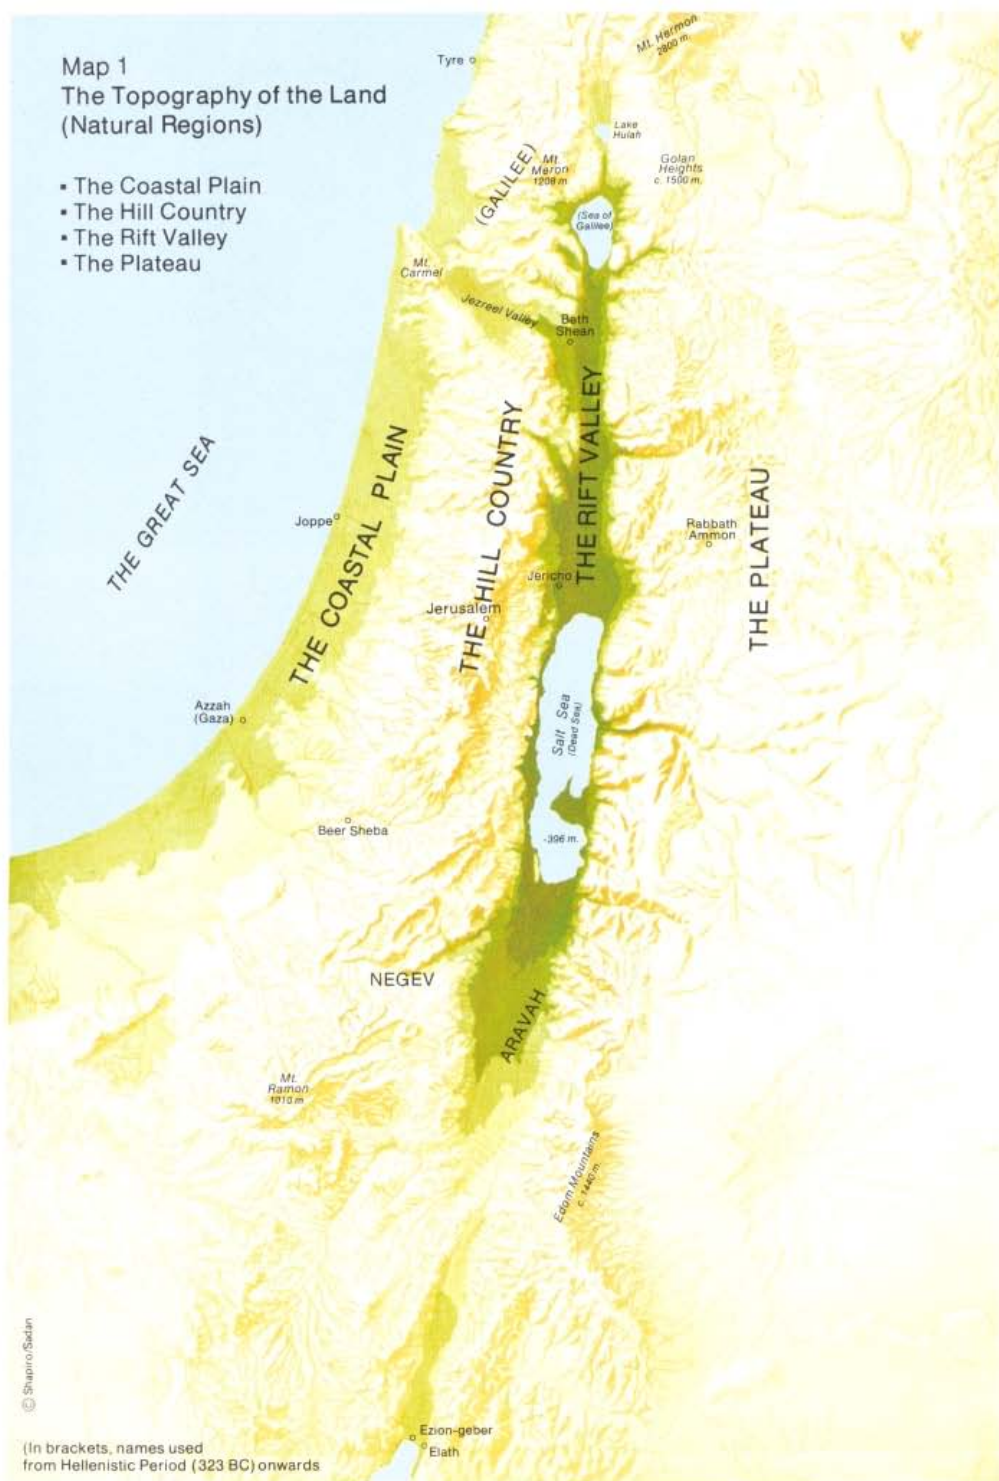 Map 1
The Topography of the Land
(Natural Regions)
▪ The Coastal Plain
▪ The Hill Country
▪ The Rift Valley
▪ The Plateau
Mt. Hermon
2800 m.
Tyre
Lake
Hulah
(GALILEE)
Mt.
Meron
1208 m.
Golan
Heights
c. 1500 m.
(Sea of
Galilee)
Mt.
Carmel
Jezreel Valley
Beth
Shean
THE GREAT SEA
THE COASTAL PLAIN
THE HILL COUNTRY
THE RIFT VALLEY
THE PLATEAU
Joppe
Rabbath
Ammon
Jericho
Jerusalem
Azzah
(Gaza)
Salt Sea
(Dead Sea)
Beer Sheba
-396 m.
NEGEV
ARAVAH
Mt.
Ramon
1010 m
Edom Mountains
c. 1440 m.
© Shapiro/Sadan
Ezion-geber
Elath
(In brackets, names used
from Hellenistic Period (323 BC) onwards